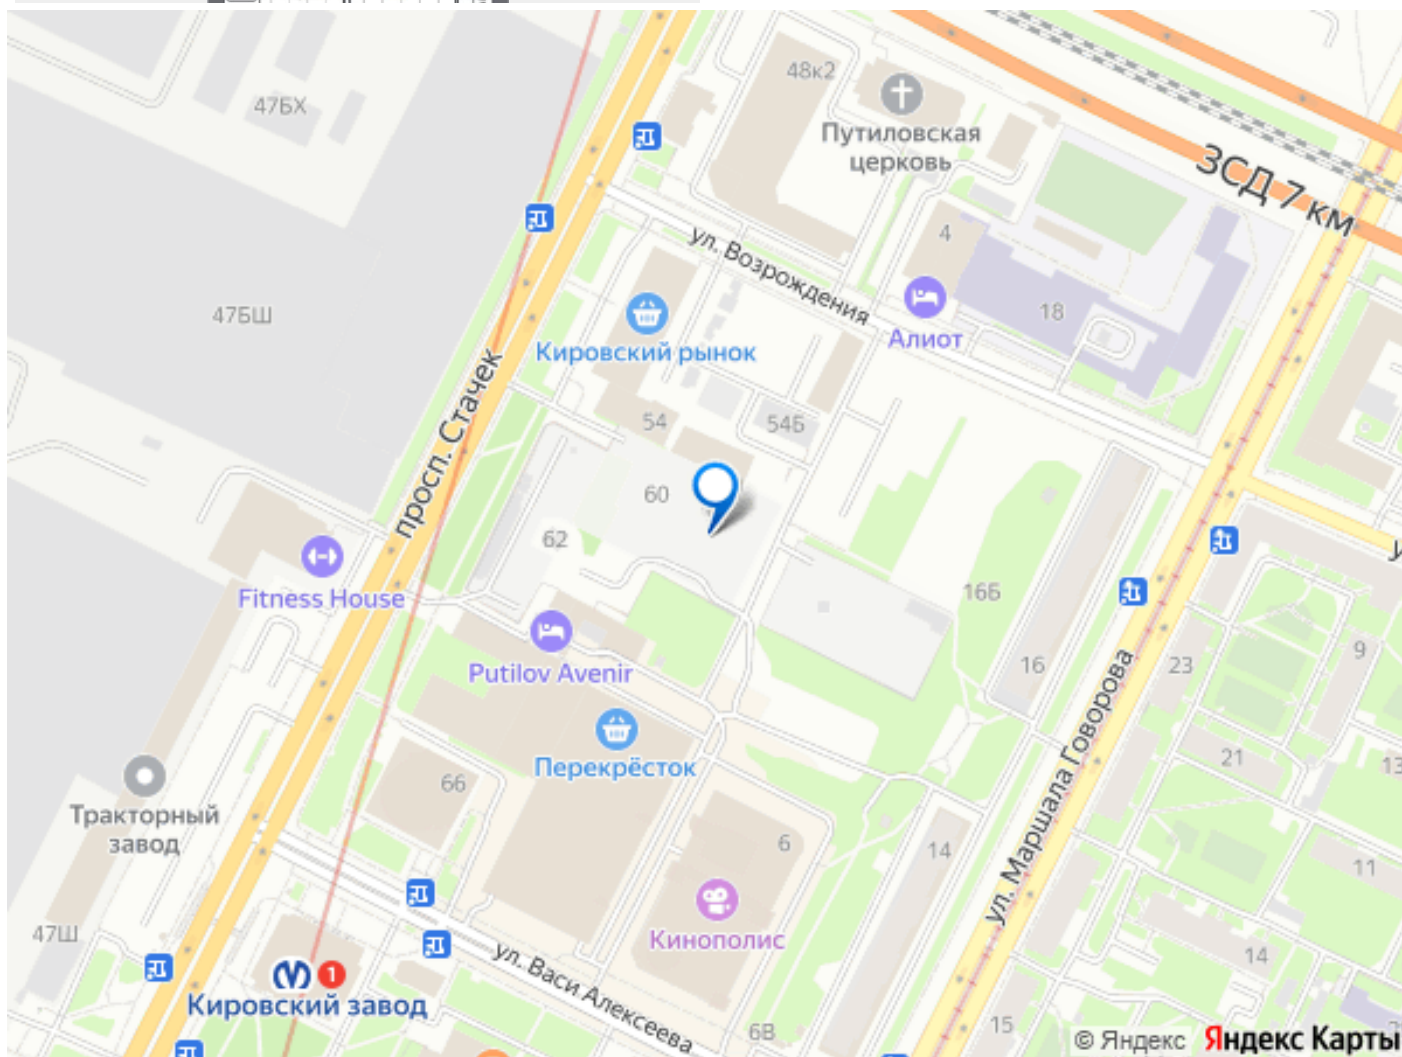 47БХ
48к2
Путиловская
церковь
ЗСД 7 км
4
ул. Возрождения
47БШ
18
Алиот
Кировский рынок
просп. Стачек
54
54Б
60
62
Fitness House
16Б
Putilov Avenir
16
23
9
ул. Маршала Говорова
21
13
Перекрёсток
66
Тракторный
завод
6
14
11
47Ш
Кинополис
14
1
Кировский завод
ул. Васи Алексеева
6В
15
© Яндекс Яндекс Карты